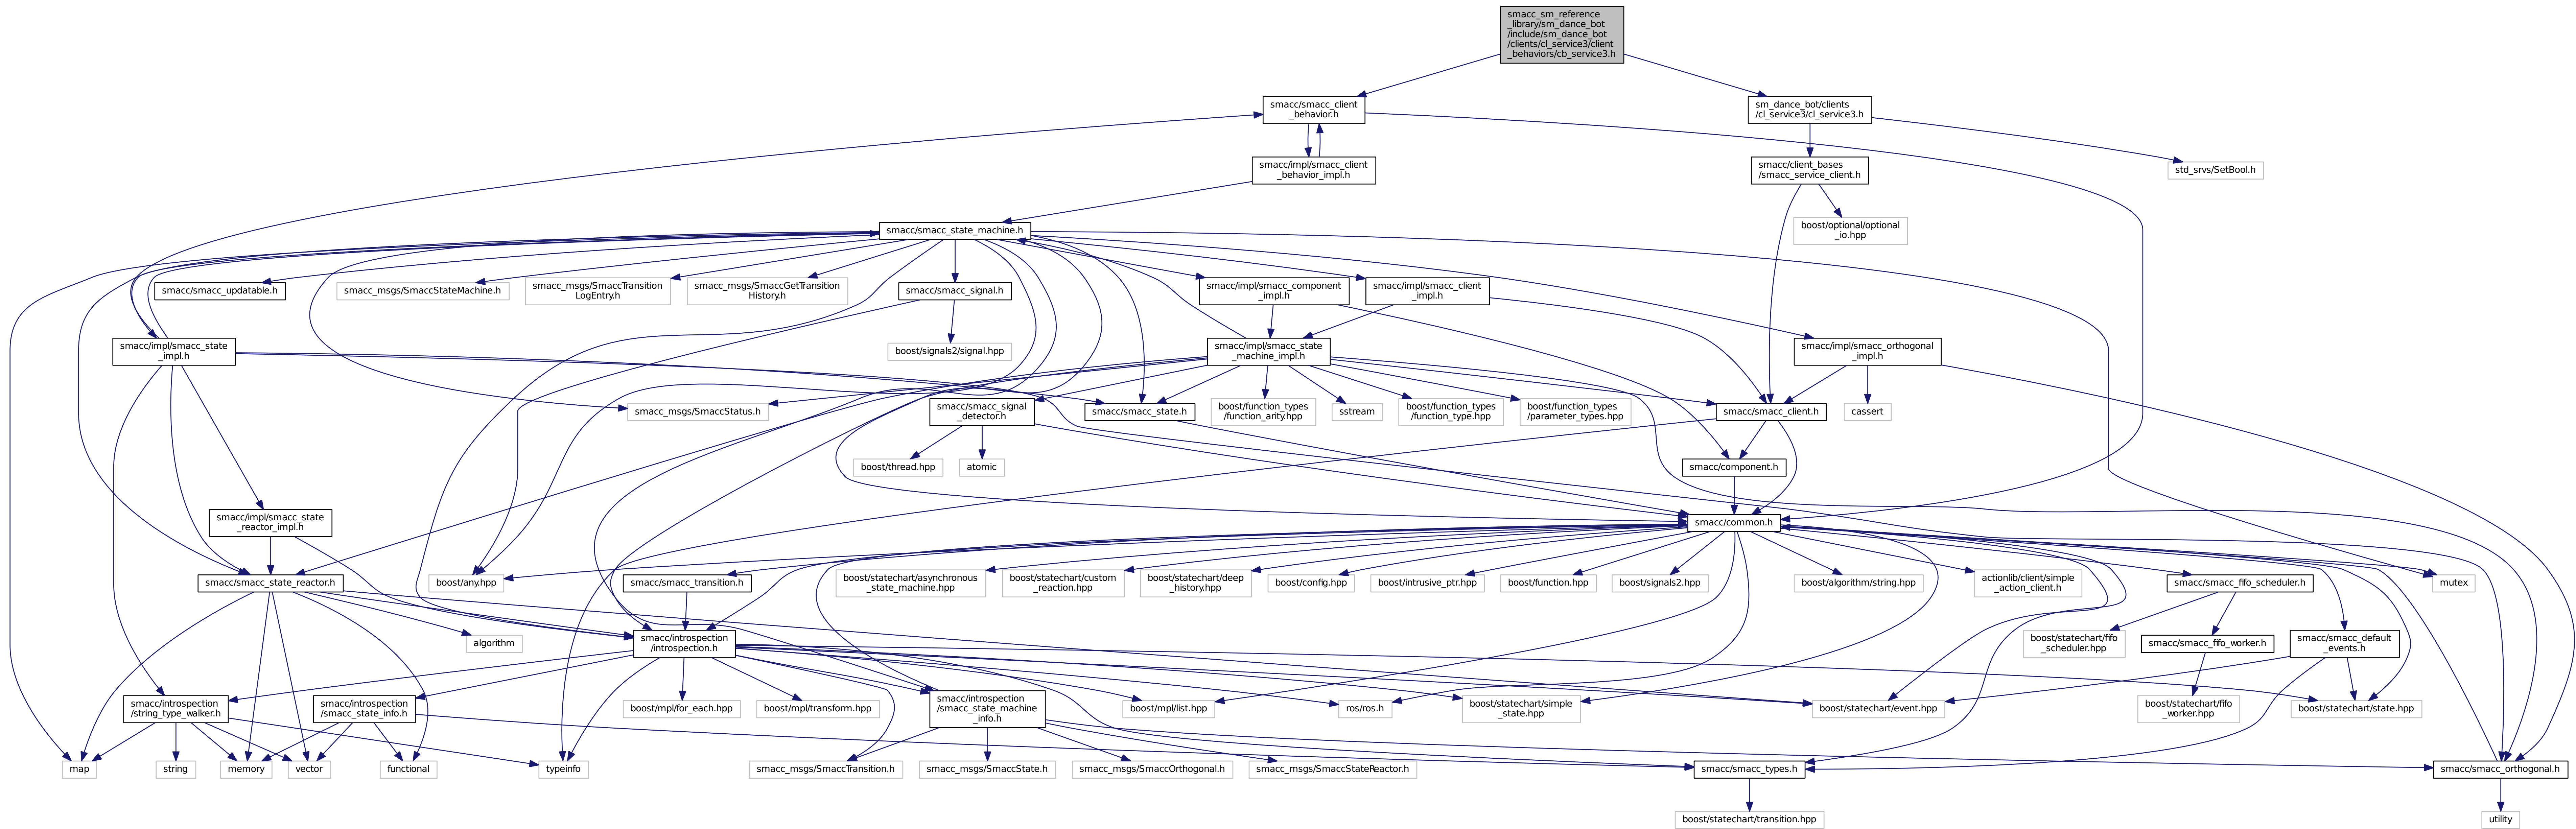 smacc_sm_reference
_library/sm_dance_bot
/include/sm_dance_bot
/clients/cl_service3/client
_behaviors/cb_service3.h
smacc/smacc_client
_behavior.h
sm_dance_bot/clients
/cl_service3/cl_service3.h
smacc/impl/smacc_client
_behavior_impl.h
smacc/client_bases
/smacc_service_client.h
std_srvs/SetBool.h
smacc/smacc_state_machine.h
boost/optional/optional
_io.hpp
smacc/smacc_updatable.h
smacc_msgs/SmaccStateMachine.h
smacc_msgs/SmaccTransition
LogEntry.h
smacc_msgs/SmaccGetTransition
History.h
smacc/smacc_signal.h
smacc/impl/smacc_component
_impl.h
smacc/impl/smacc_client
_impl.h
smacc/impl/smacc_state
_impl.h
boost/signals2/signal.hpp
smacc/impl/smacc_state
_machine_impl.h
smacc/impl/smacc_orthogonal
_impl.h
smacc_msgs/SmaccStatus.h
smacc/smacc_signal
_detector.h
smacc/smacc_state.h
boost/function_types
/function_arity.hpp
sstream
boost/function_types
/function_type.hpp
boost/function_types
/parameter_types.hpp
smacc/smacc_client.h
cassert
boost/thread.hpp
atomic
smacc/component.h
smacc/impl/smacc_state
_reactor_impl.h
smacc/common.h
smacc/smacc_state_reactor.h
boost/any.hpp
smacc/smacc_transition.h
boost/statechart/asynchronous
_state_machine.hpp
boost/statechart/custom
_reaction.hpp
boost/statechart/deep
_history.hpp
boost/config.hpp
boost/intrusive_ptr.hpp
boost/function.hpp
boost/signals2.hpp
boost/algorithm/string.hpp
actionlib/client/simple
_action_client.h
smacc/smacc_fifo_scheduler.h
mutex
algorithm
smacc/introspection
/introspection.h
boost/statechart/fifo
_scheduler.hpp
smacc/smacc_fifo_worker.h
smacc/smacc_default
_events.h
smacc/introspection
/string_type_walker.h
smacc/introspection
/smacc_state_info.h
boost/mpl/for_each.hpp
boost/mpl/transform.hpp
smacc/introspection
/smacc_state_machine
_info.h
boost/mpl/list.hpp
ros/ros.h
boost/statechart/simple
_state.hpp
boost/statechart/event.hpp
boost/statechart/fifo
_worker.hpp
boost/statechart/state.hpp
map
string
memory
vector
functional
typeinfo
smacc_msgs/SmaccTransition.h
smacc_msgs/SmaccState.h
smacc_msgs/SmaccOrthogonal.h
smacc_msgs/SmaccStateReactor.h
smacc/smacc_types.h
smacc/smacc_orthogonal.h
boost/statechart/transition.hpp
utility